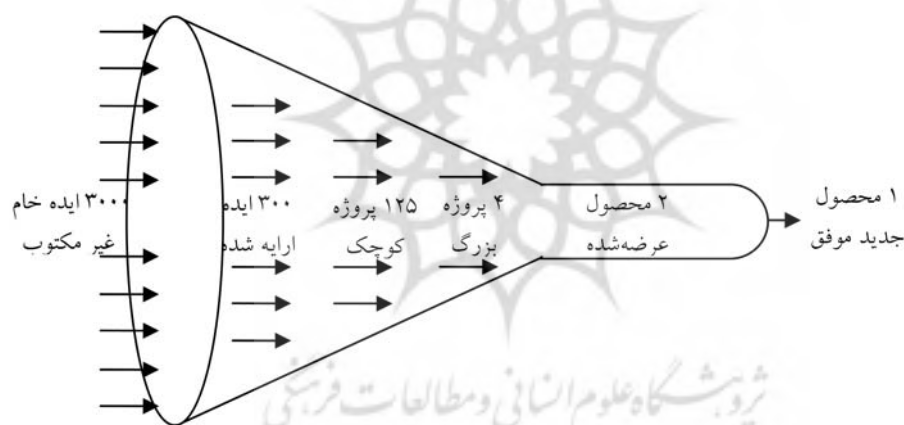 ۳۰۰۰ ایده خام
غیر مکتوب
۳۰۰ ایده
ارایه شده
۱۲۵ پروژه
کوچک
۴ پروژه
بزرگ
۲ محصول
عرضه‌شده
۱ محصول
جدید موفق
پژوهشگاه علوم انسانی و مطالعات فرهنگی